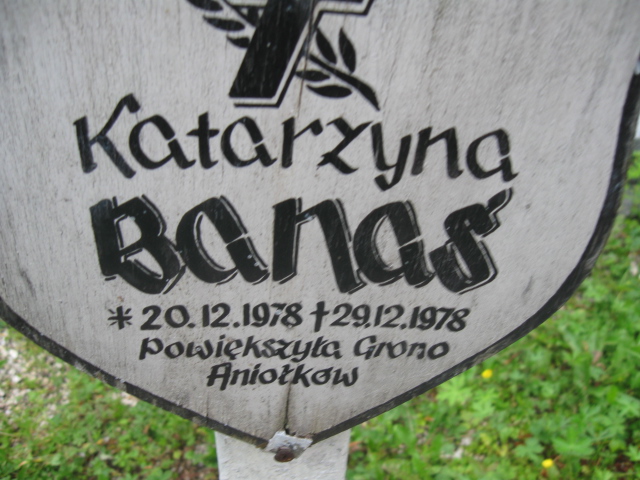 Katarzyna
Banaś
* 20.12.1978 † 29.12.1978
Powiększyła Grono
Aniołków